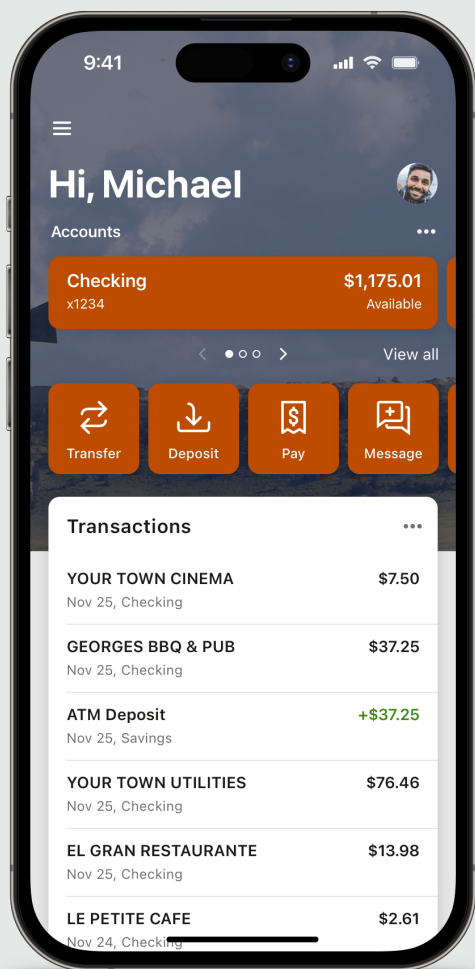 9:41
Hi, Michael
Accounts
Checking $1,175.01
x1234 Available
View all
Transfer Deposit Pay Message
Transactions
YOUR TOWN CINEMA $7.50
Nov 25, Checking
GEORGES BBQ & PUB $37.25
Nov 25, Checking
ATM Deposit +$37.25
Nov 25, Savings
YOUR TOWN UTILITIES $76.46
Nov 25, Checking
EL GRAN RESTAURANTE $13.98
Nov 25, Checking
LE PETITE CAFE $2.61
Nov 24, Checking